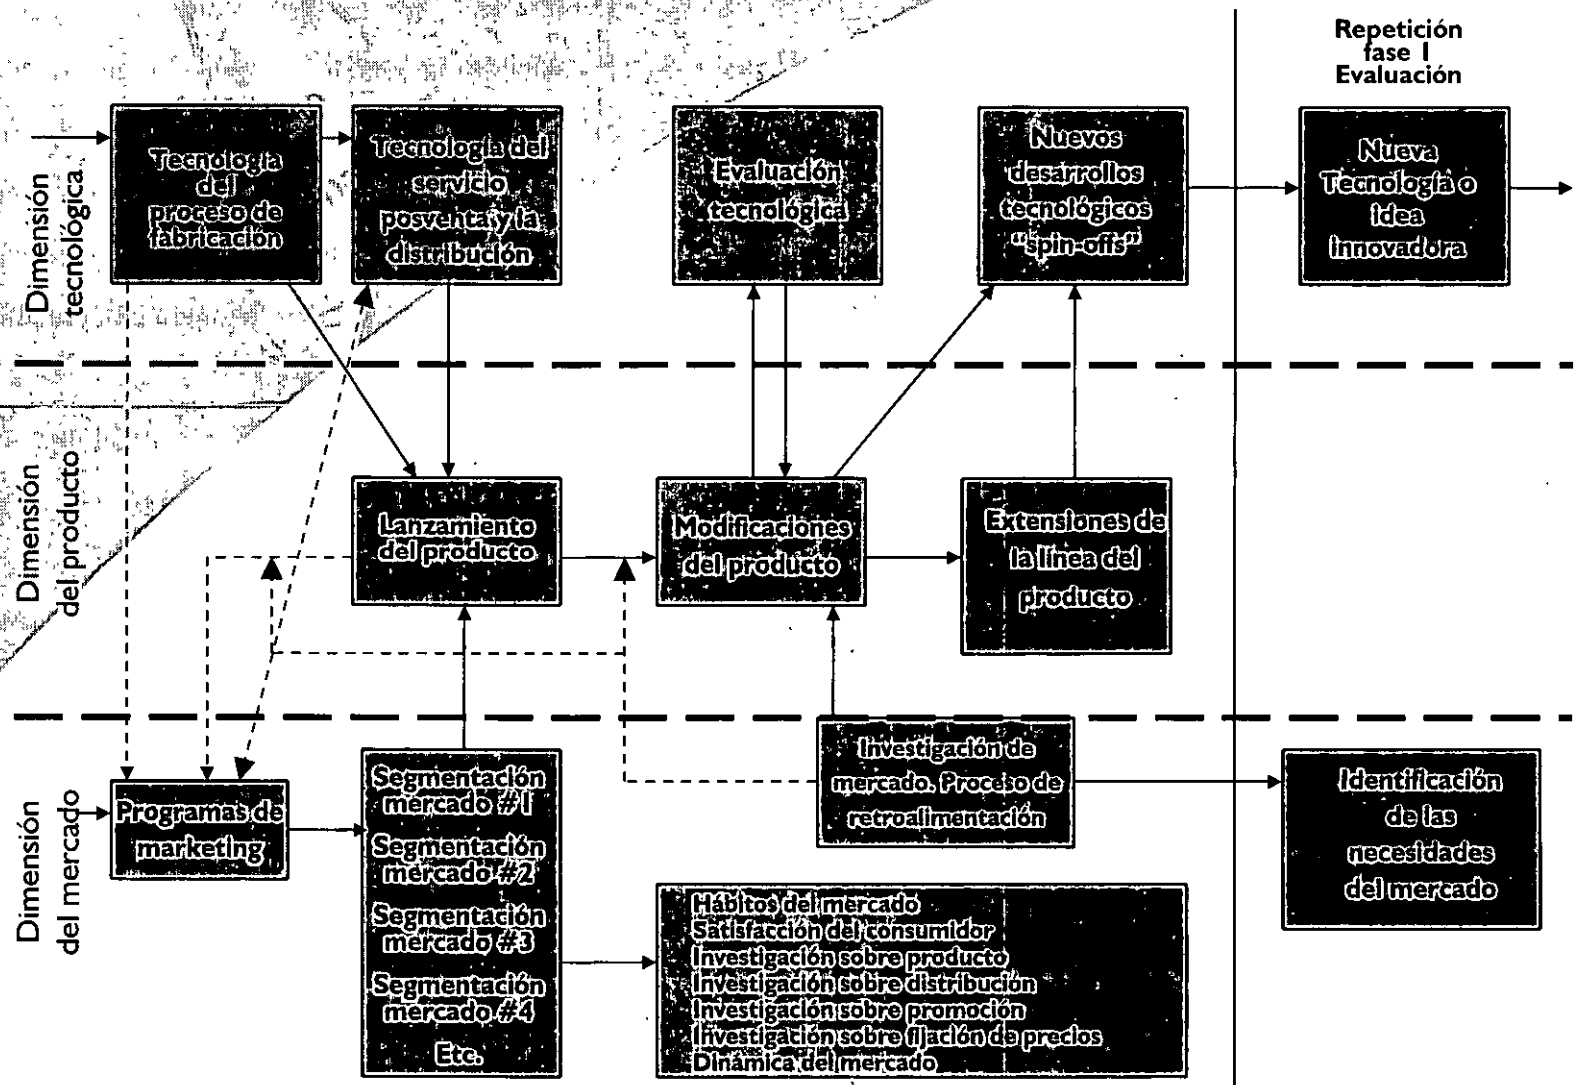 Repetición
fase I
Evaluación
Dimensión
tecnológica.
Tecnología
del
proceso de
fabricación
Tecnología del
servicio
posventa y la
distribución
Evaluación
tecnológica
Nuevos
desarrollos
tecnológicos
"spin-offs"
Nueva
Tecnología o
idea
innovadora
Dimensión
del producto
Lanzamiento
del producto
Modificaciones
del producto
Extensiones de
la línea del
producto
Dimensión
del mercado
Programas de
marketing
Segmentación
mercado #1
Segmentación
mercado #2
Segmentación
mercado #3
Segmentación
mercado #4
Etc.
Investigación de
mercado. Proceso de
retroalimentación
Identificación
de las
necesidades
del mercado
Hábitos del mercado
Satisfacción del consumidor
Investigación sobre producto
Investigación sobre distribución
Investigación sobre promoción
Investigación sobre fijación de precios
Dinámica del mercado